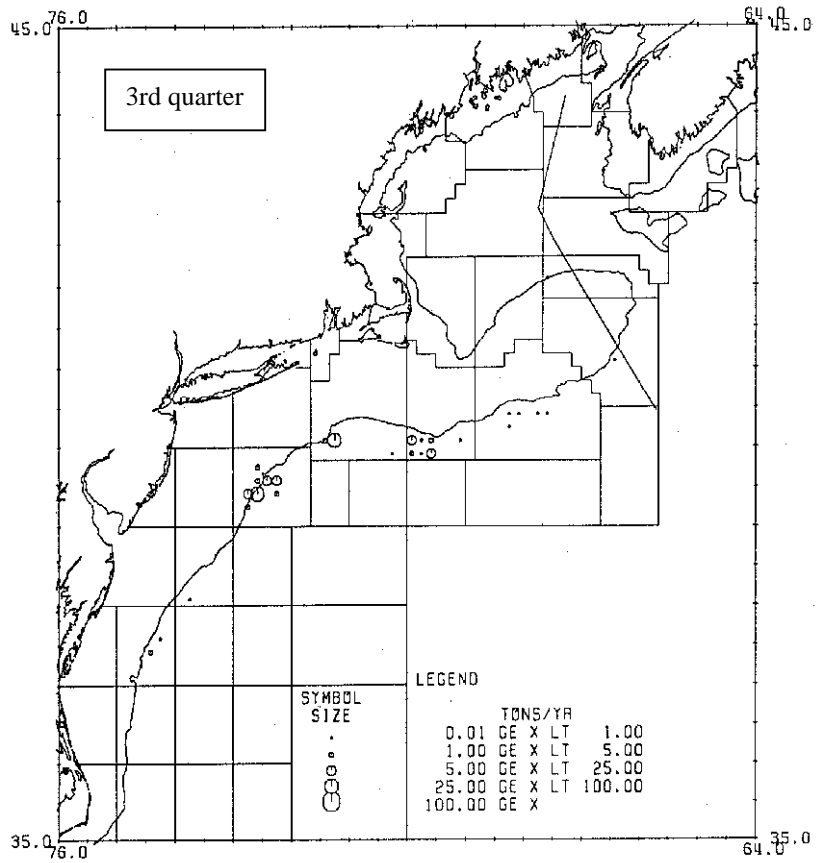 76.0
64.0
45.0
45.0
3rd quarter
LEGEND
SYMBOL
SIZE
TONS/YR
0.01 GE X LT 1.00
1.00 GE X LT 5.00
5.00 GE X LT 25.00
25.00 GE X LT 100.00
100.00 GE X
35.0
35.0
76.0
64.0